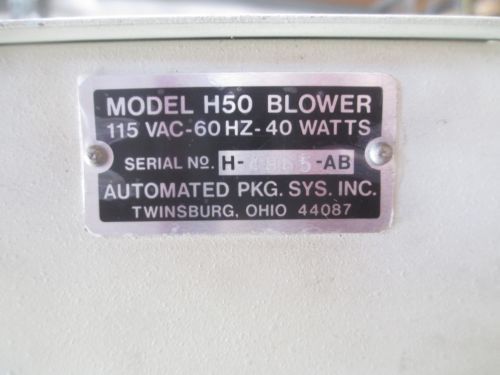 MODEL H50 BLOWER
115 VAC-60 HZ-40 WATTS
SERIAL NO. H- -AB
AUTOMATED PKG. SYS. INC.
TWINSBURG, OHIO 44087